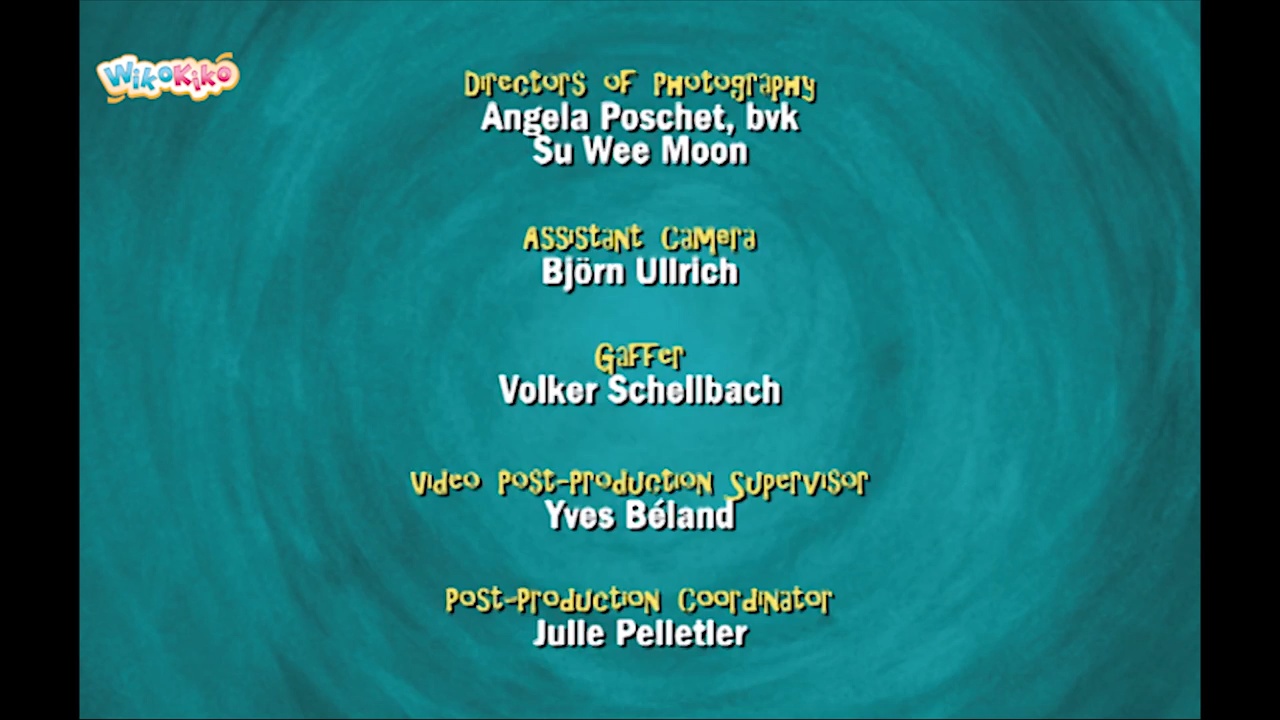 WikoKiko
Directors of Photography
Angela Poschet, bvk
Su Wee Moon
Assistant Camera
Björn Ullrich
Gaffer
Volker Schellbach
Video Post-Production Supervisor
Yves Béland
Post-Production Coordinator
Julie Pelletier